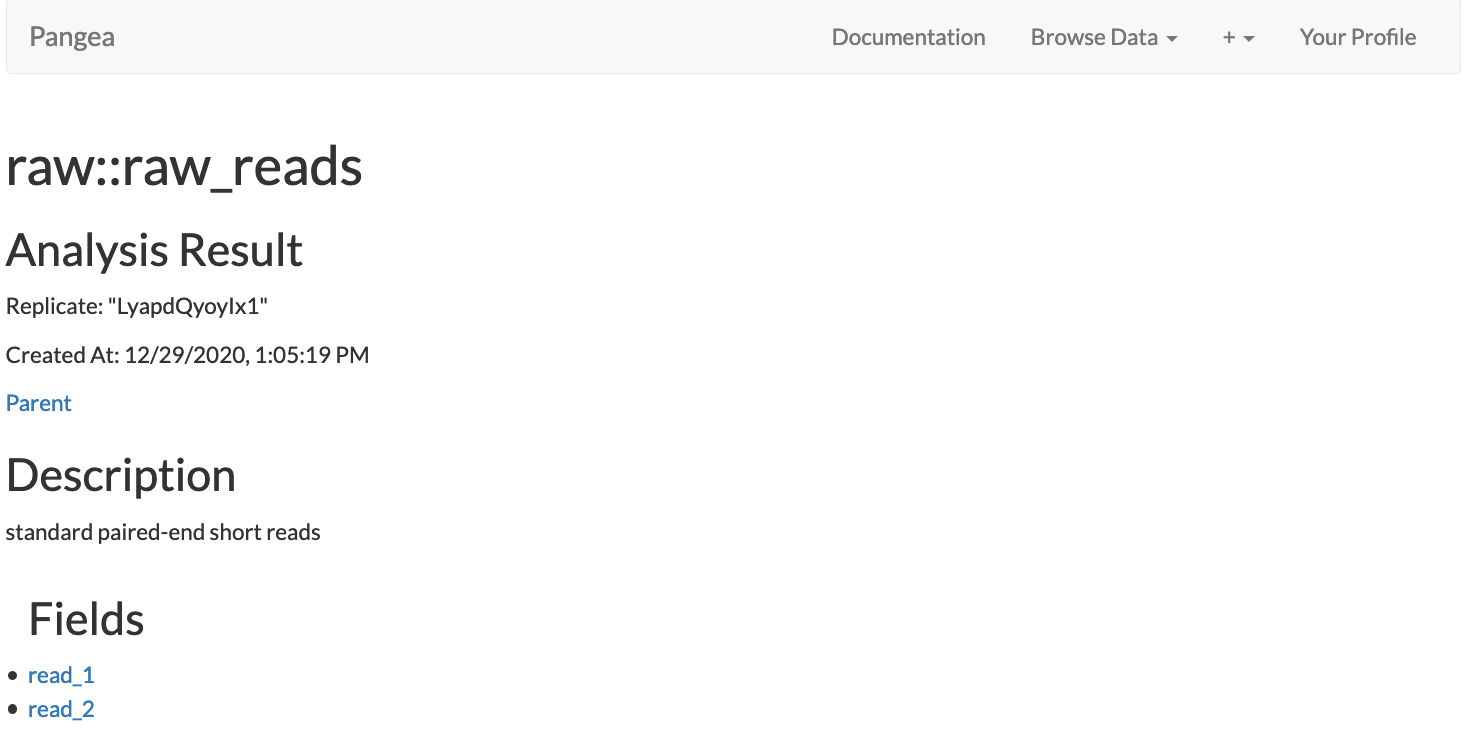 Pangea Documentation Browse Data + Your Profile
raw::raw_reads
Analysis Result
Replicate: "LyapdQyoyIx1"
Created At: 12/29/2020, 1:05:19 PM
Parent
Description
standard paired-end short reads
Fields
• read_1
• read_2